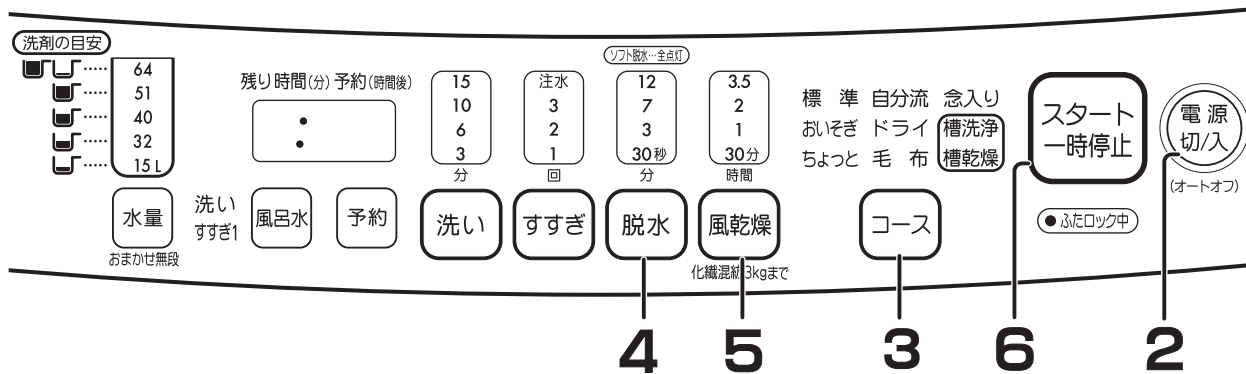 洗剤の目安
64
51
40
32
15L
水量
おまかせ無段
残り時間(分) 予約(時間後)
:
洗い
すすぎ1
風呂水
予約
15
10
6
3
分
洗い
注水
3
2
1
回
すすぎ
ソフト脱水…全点灯
12
7
3
30秒
分
脱水
3.5
2
1
30分
時間
風乾燥
化繊混紡3kgまで
標準 自分流 念入り
おいそぎ ドライ 槽洗浄
ちょっと 毛布 槽乾燥
コース
スタート
一時停止
●ふたロック中
電源
切/入
(オートオフ)
4
5
3
6
2